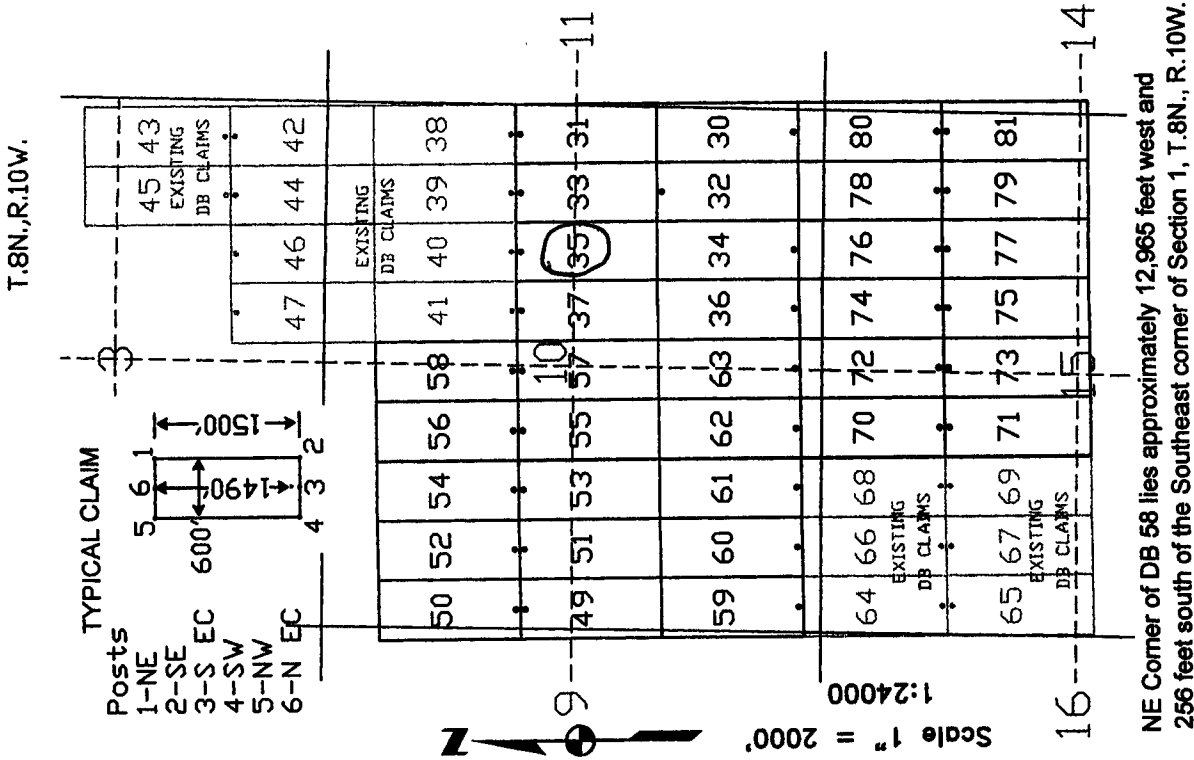 T.8N.,R.10W.
TYPICAL CLAIM
Posts
1-NE
2-SE
3-S EC
4-SW
5-NW
6-N EC
5 6 1
1500'
1490'
600'
4 3 2
3
45 43
EXISTING
DB CLAIMS
47 46 44 42
EXISTING
DB CLAIMS
50 52 54 56 58 41 40 39 38
10
9 49 51 53 55 57 37 35 33 31 11
59 60 61 62 63 36 34 32 30
64 66 68 70 72 74 76 78 80
EXISTING
DB CLAIMS
65 67 69 71 73 75 77 79 81
EXISTING
DB CLAIMS
16 15 14
N
Scale 1" = 2000'
1:24000
NE Corner of DB 58 lies approximately 12,965 feet west and
256 feet south of the Southeast corner of Section 1, T.8N., R.10W.